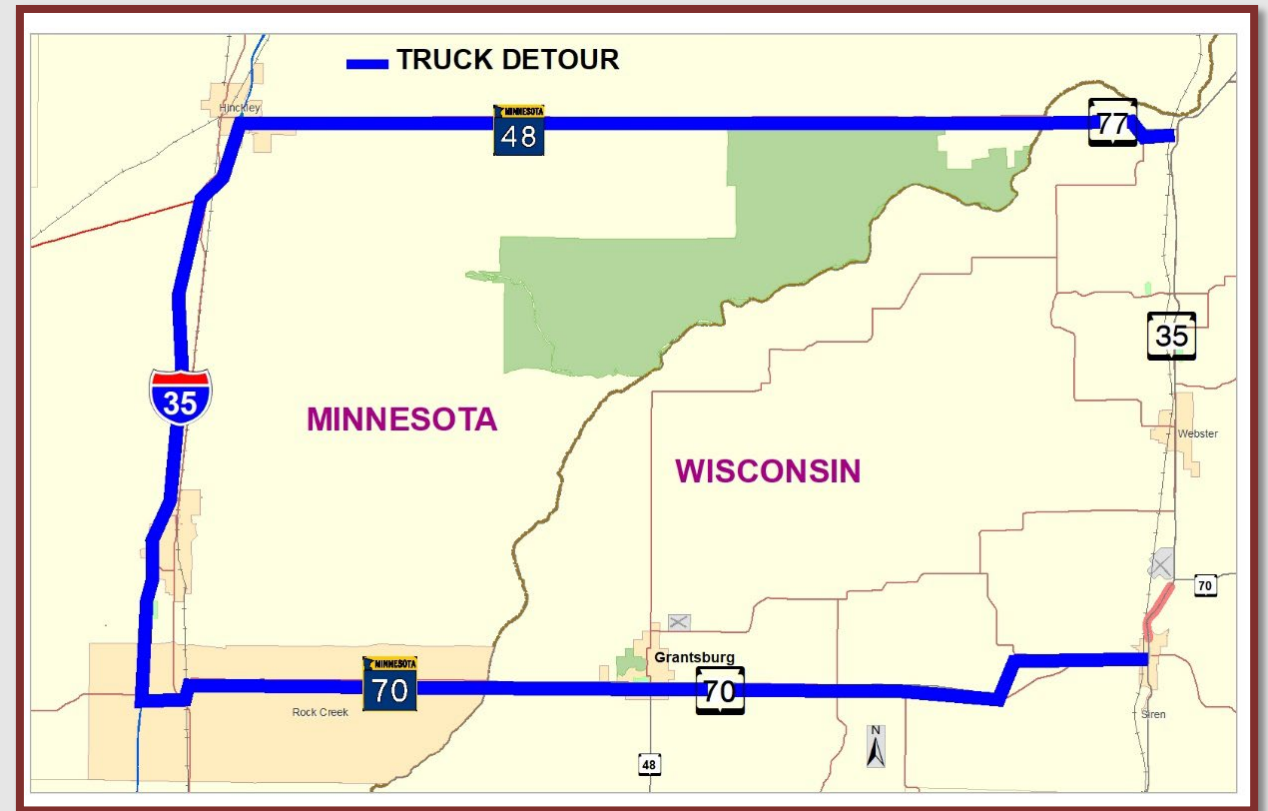 TRUCK DETOUR
Hinckley
MINNESOTA
48
77
35
35
MINNESOTA
WISCONSIN
Webster
70
Grantsburg
MINNESOTA
70
70
Rock Creek
Siren
N
48